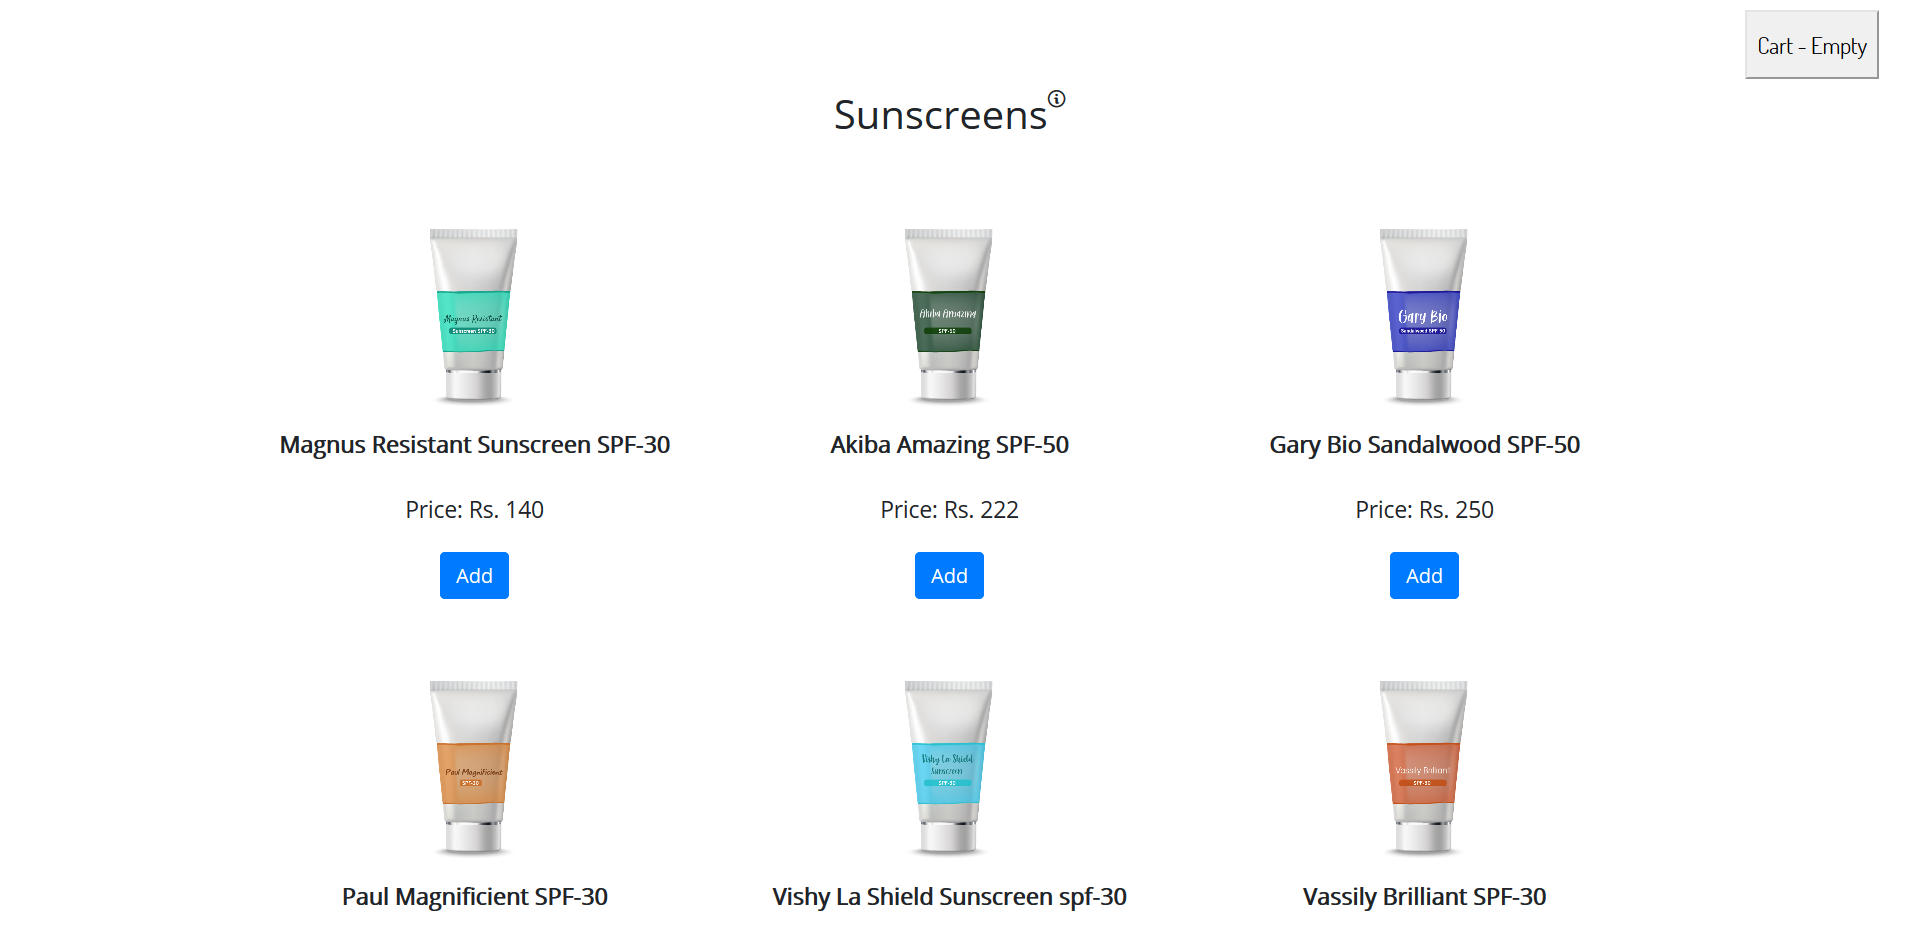 Cart - Empty
Sunscreens
Magnus Resistant
Sunscreen SPF-30
Akiba Amazing
SPF-50
Gary Bio
Sandalwood SPF-50
Magnus Resistant Sunscreen SPF-30
Akiba Amazing SPF-50
Gary Bio Sandalwood SPF-50
Price: Rs. 140
Price: Rs. 222
Price: Rs. 250
Add
Add
Add
Paul Magnificient
SPF-30
Vishy La Shield
Sunscreen
SPF-30
Vassily Brilliant
SPF-30
Paul Magnificient SPF-30
Vishy La Shield Sunscreen spf-30
Vassily Brilliant SPF-30